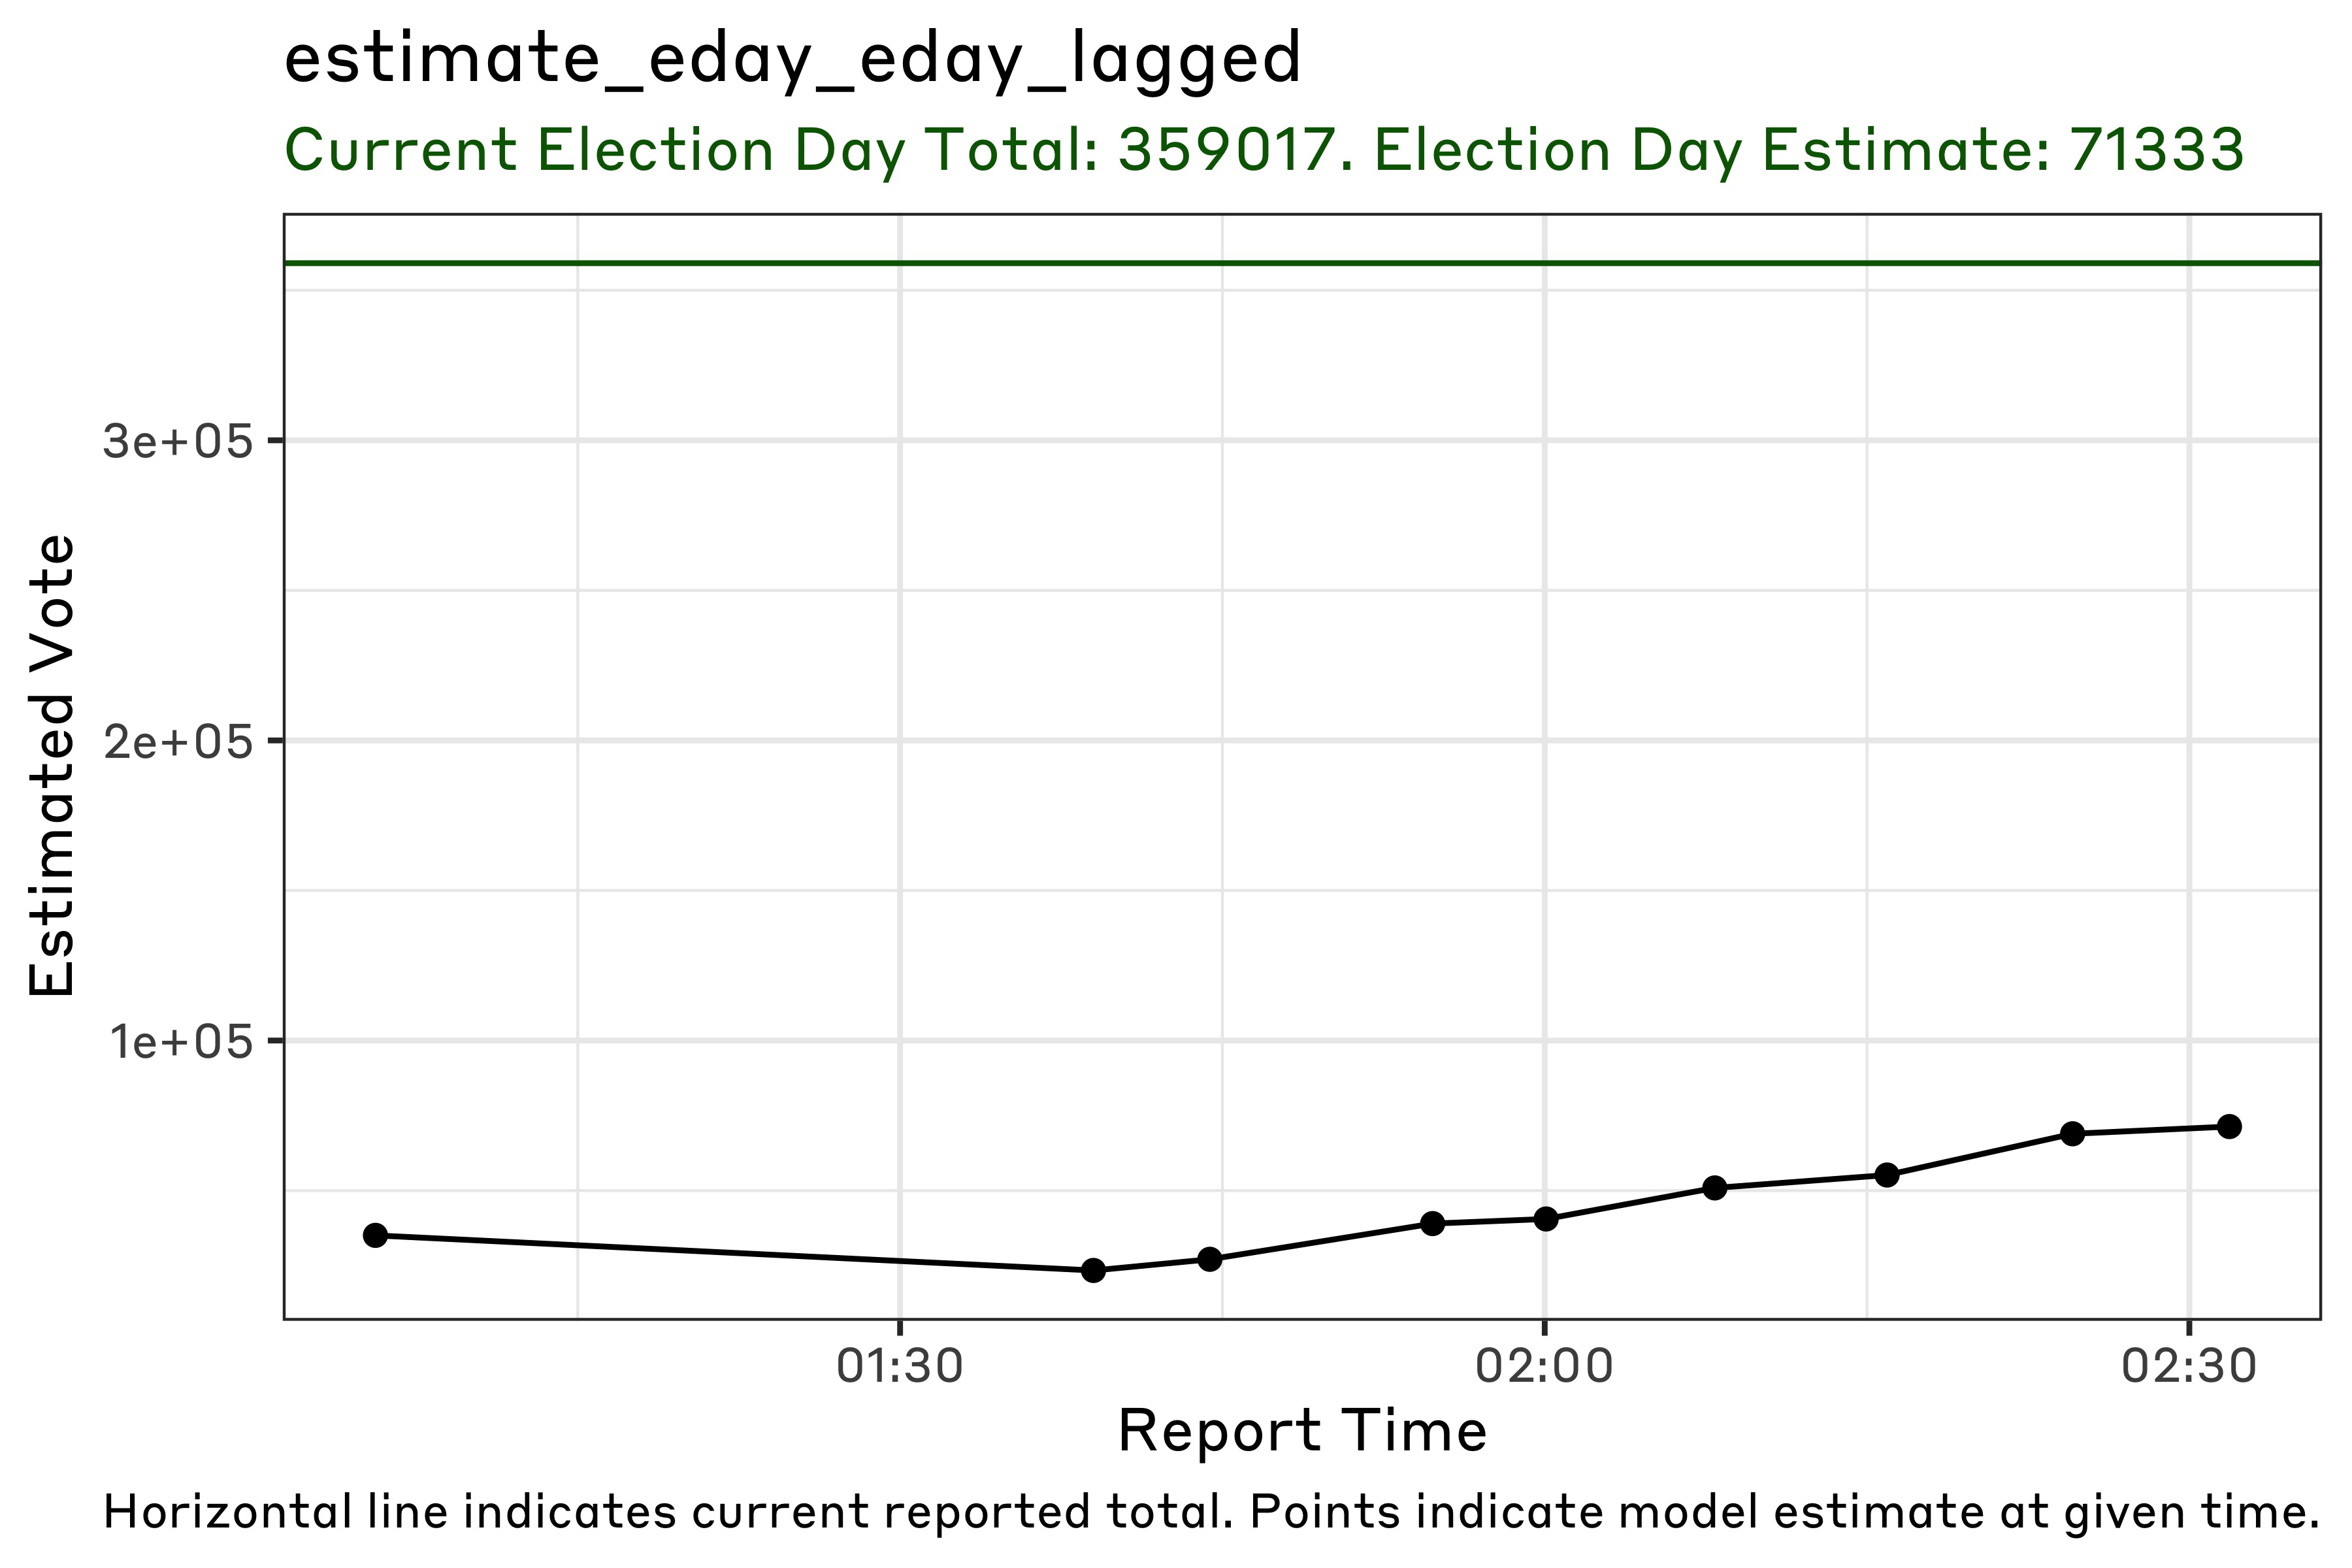 estimate_eday_eday_lagged
Current Election Day Total: 359017. Election Day Estimate: 71333
Estimated Vote
3e+05
2e+05
1e+05
01:30 02:00 02:30
Report Time
Horizontal line indicates current reported total. Points indicate model estimate at given time.